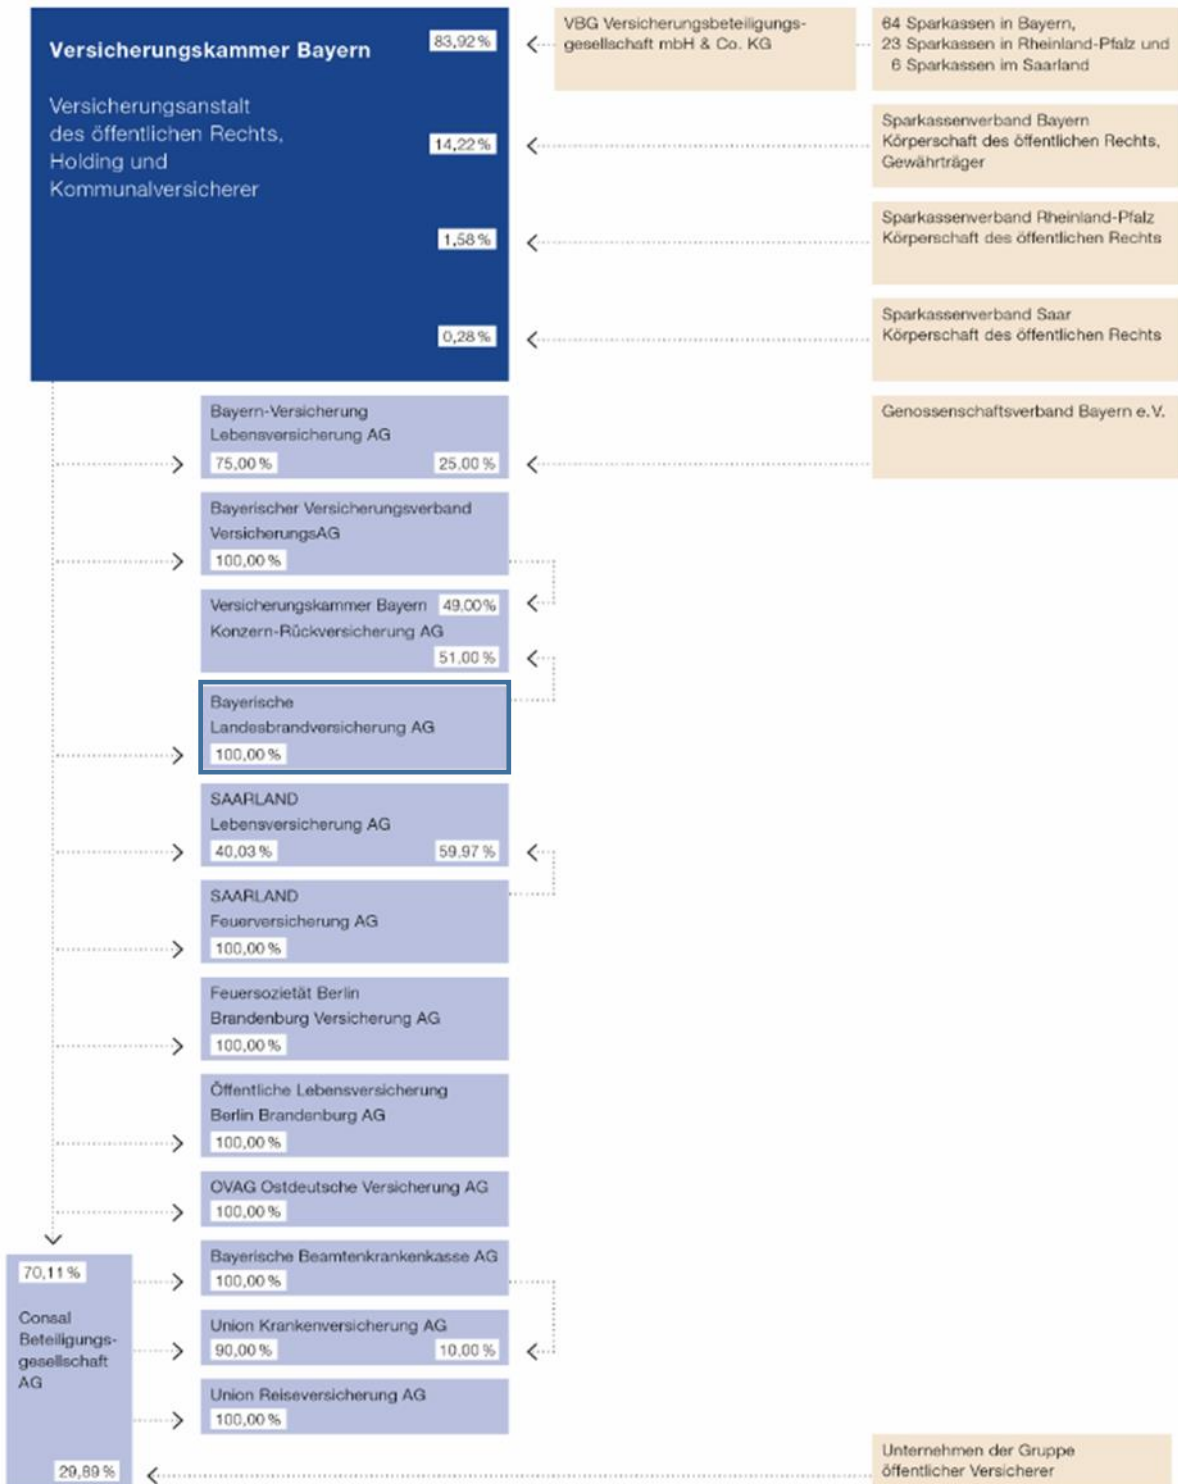 Versicherungskammer Bayern
83,92 %
Versicherungsanstalt
des öffentlichen Rechts,
Holding und
Kommunalversicherer
14,22 %
1,58 %
0,28 %
VBG Versicherungsbeteiligungs-
gesellschaft mbH & Co. KG
64 Sparkassen in Bayern,
23 Sparkassen in Rheinland-Pfalz und
6 Sparkassen im Saarland
Sparkassenverband Bayern
Körperschaft des öffentlichen Rechts,
Gewährträger
Sparkassenverband Rheinland-Pfalz
Körperschaft des öffentlichen Rechts
Sparkassenverband Saar
Körperschaft des öffentlichen Rechts
Genossenschaftsverband Bayern e.V.
Bayern-Versicherung
Lebensversicherung AG
75,00 % 25,00 %
Bayerischer Versicherungsverband
VersicherungsAG
100,00 %
Versicherungskammer Bayern 49,00%
Konzern-Rückversicherung AG
51,00 %
Bayerische
Landesbrandversicherung AG
100,00 %
SAARLAND
Lebensversicherung AG
40,03 % 59,97 %
SAARLAND
Feuerversicherung AG
100,00 %
Feuersozietät Berlin
Brandenburg Versicherung AG
100,00 %
Öffentliche Lebensversicherung
Berlin Brandenburg AG
100,00 %
OVAG Ostdeutsche Versicherung AG
100,00 %
Bayerische Beamtenkrankenkasse AG
100,00 %
Union Krankenversicherung AG
90,00 % 10,00 %
Union Reiseversicherung AG
100,00 %
70,11 %
Consal
Beteiligungs-
gesellschaft
AG
29,89 %
Unternehmen der Gruppe
öffentlicher Versicherer